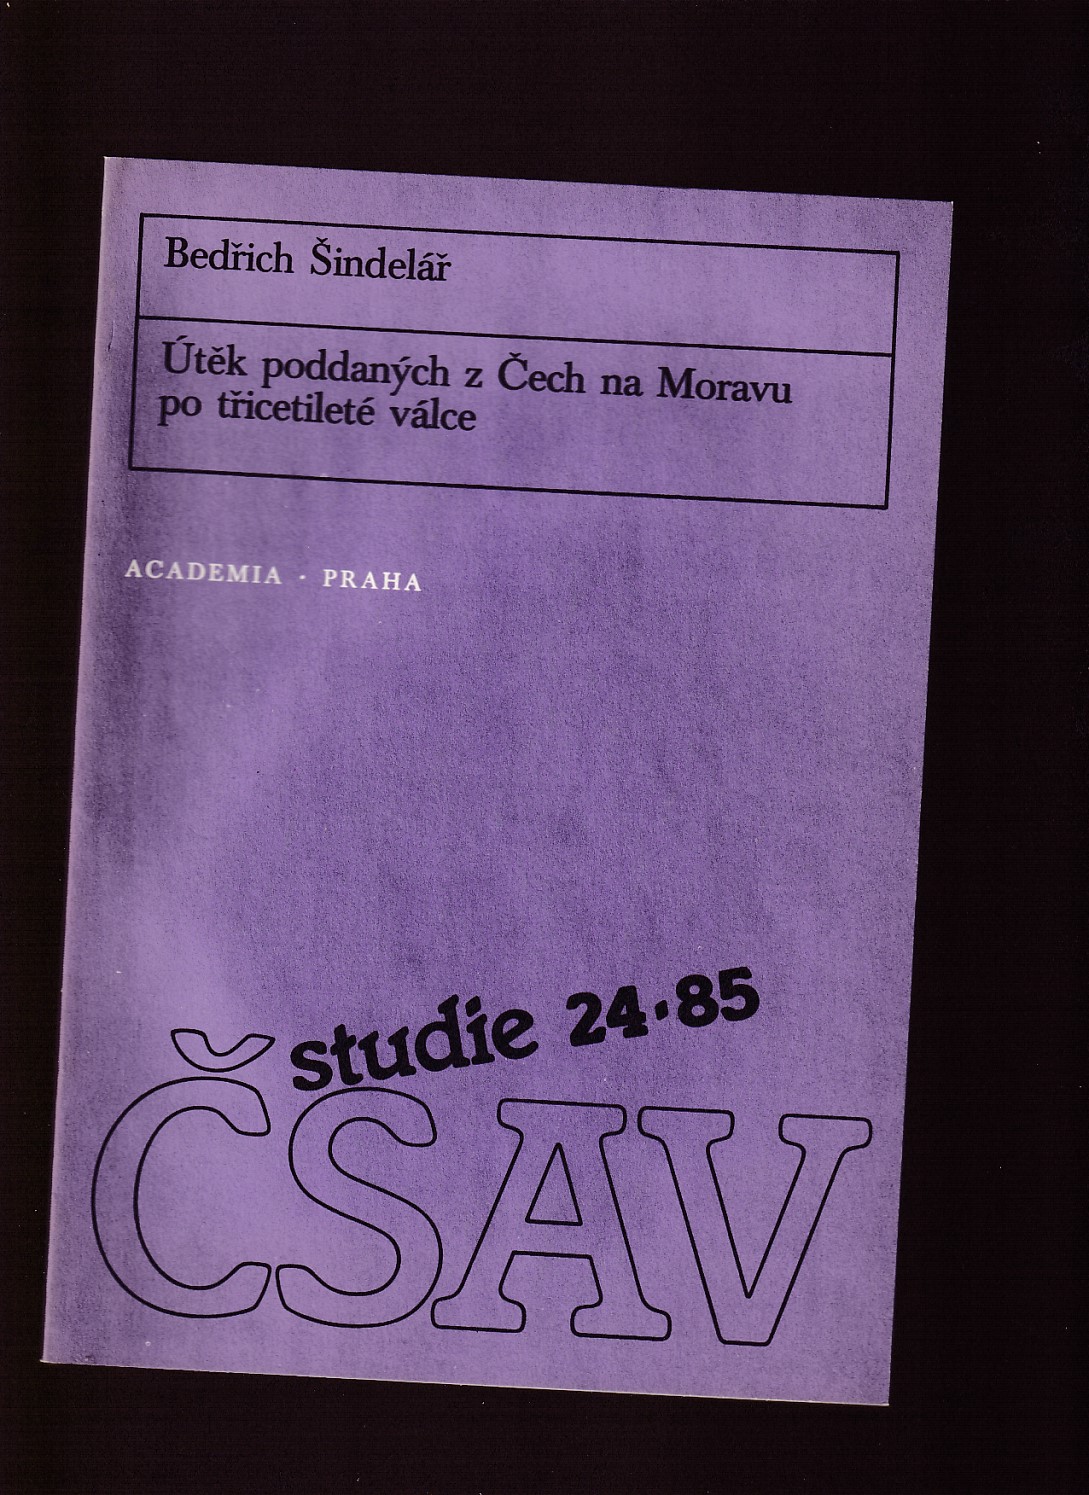 Bedřich Šindelář
Útěk poddaných z Čech na Moravu
po třicetileté válce
ACADEMIA · PRAHA
studie 24·85
ČSAV